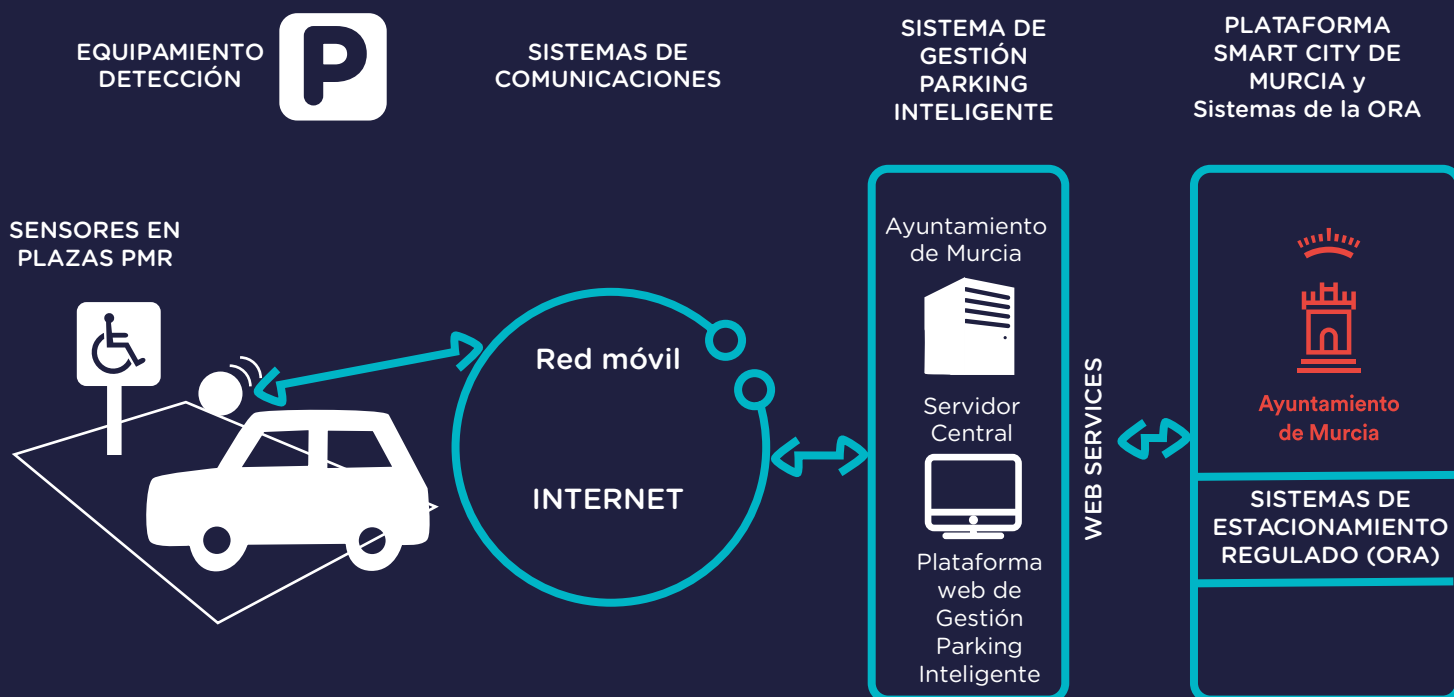 EQUIPAMIENTO
DETECCIÓN
P
SISTEMAS DE
COMUNICACIONES
SISTEMA DE
GESTIÓN
PARKING
INTELIGENTE
PLATAFORMA
SMART CITY DE
MURCIA y
Sistemas de la ORA
SENSORES EN
PLAZAS PMR
Red móvil
INTERNET
Ayuntamiento
de Murcia
Servidor
Central
Plataforma
web de
Gestión
Parking
Inteligente
WEB SERVICES
Ayuntamiento
de Murcia
SISTEMAS DE
ESTACIONAMIENTO
REGULADO (ORA)